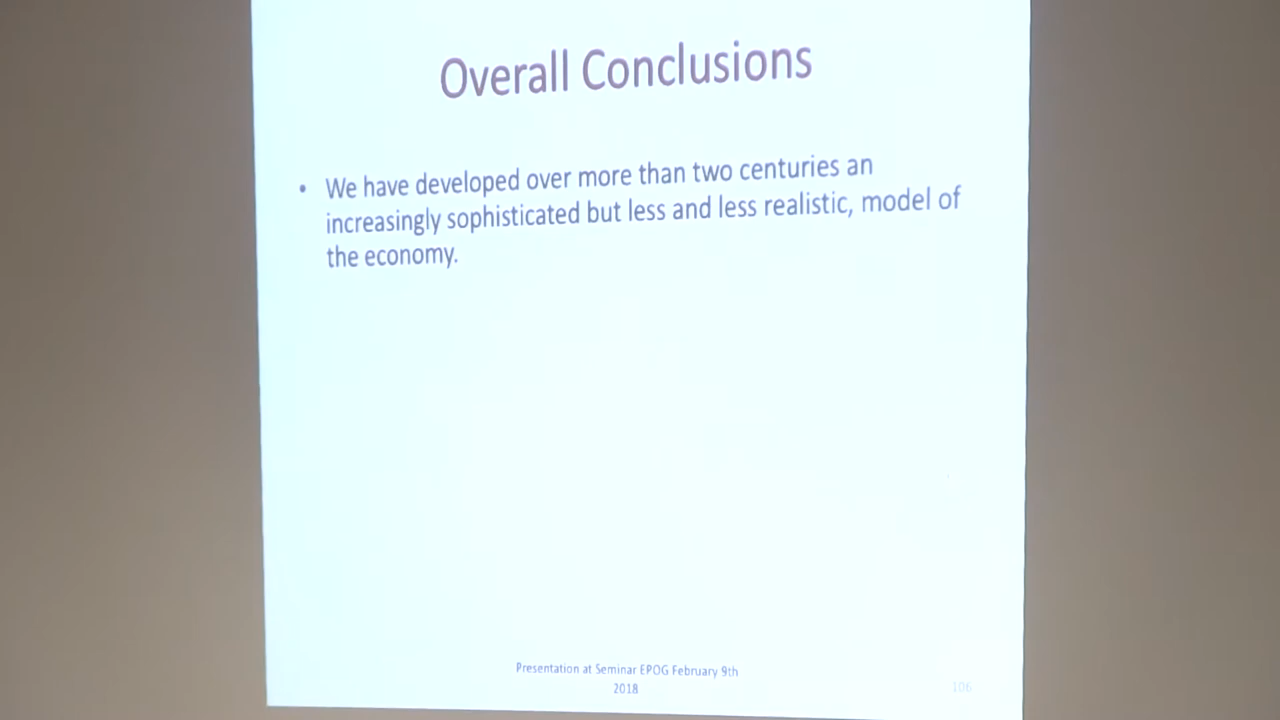 Overall Conclusions
• We have developed over more than two centuries an
increasingly sophisticated but less and less realistic, model of
the economy.
Presentation at Seminar EPOG February 9th
2018
106